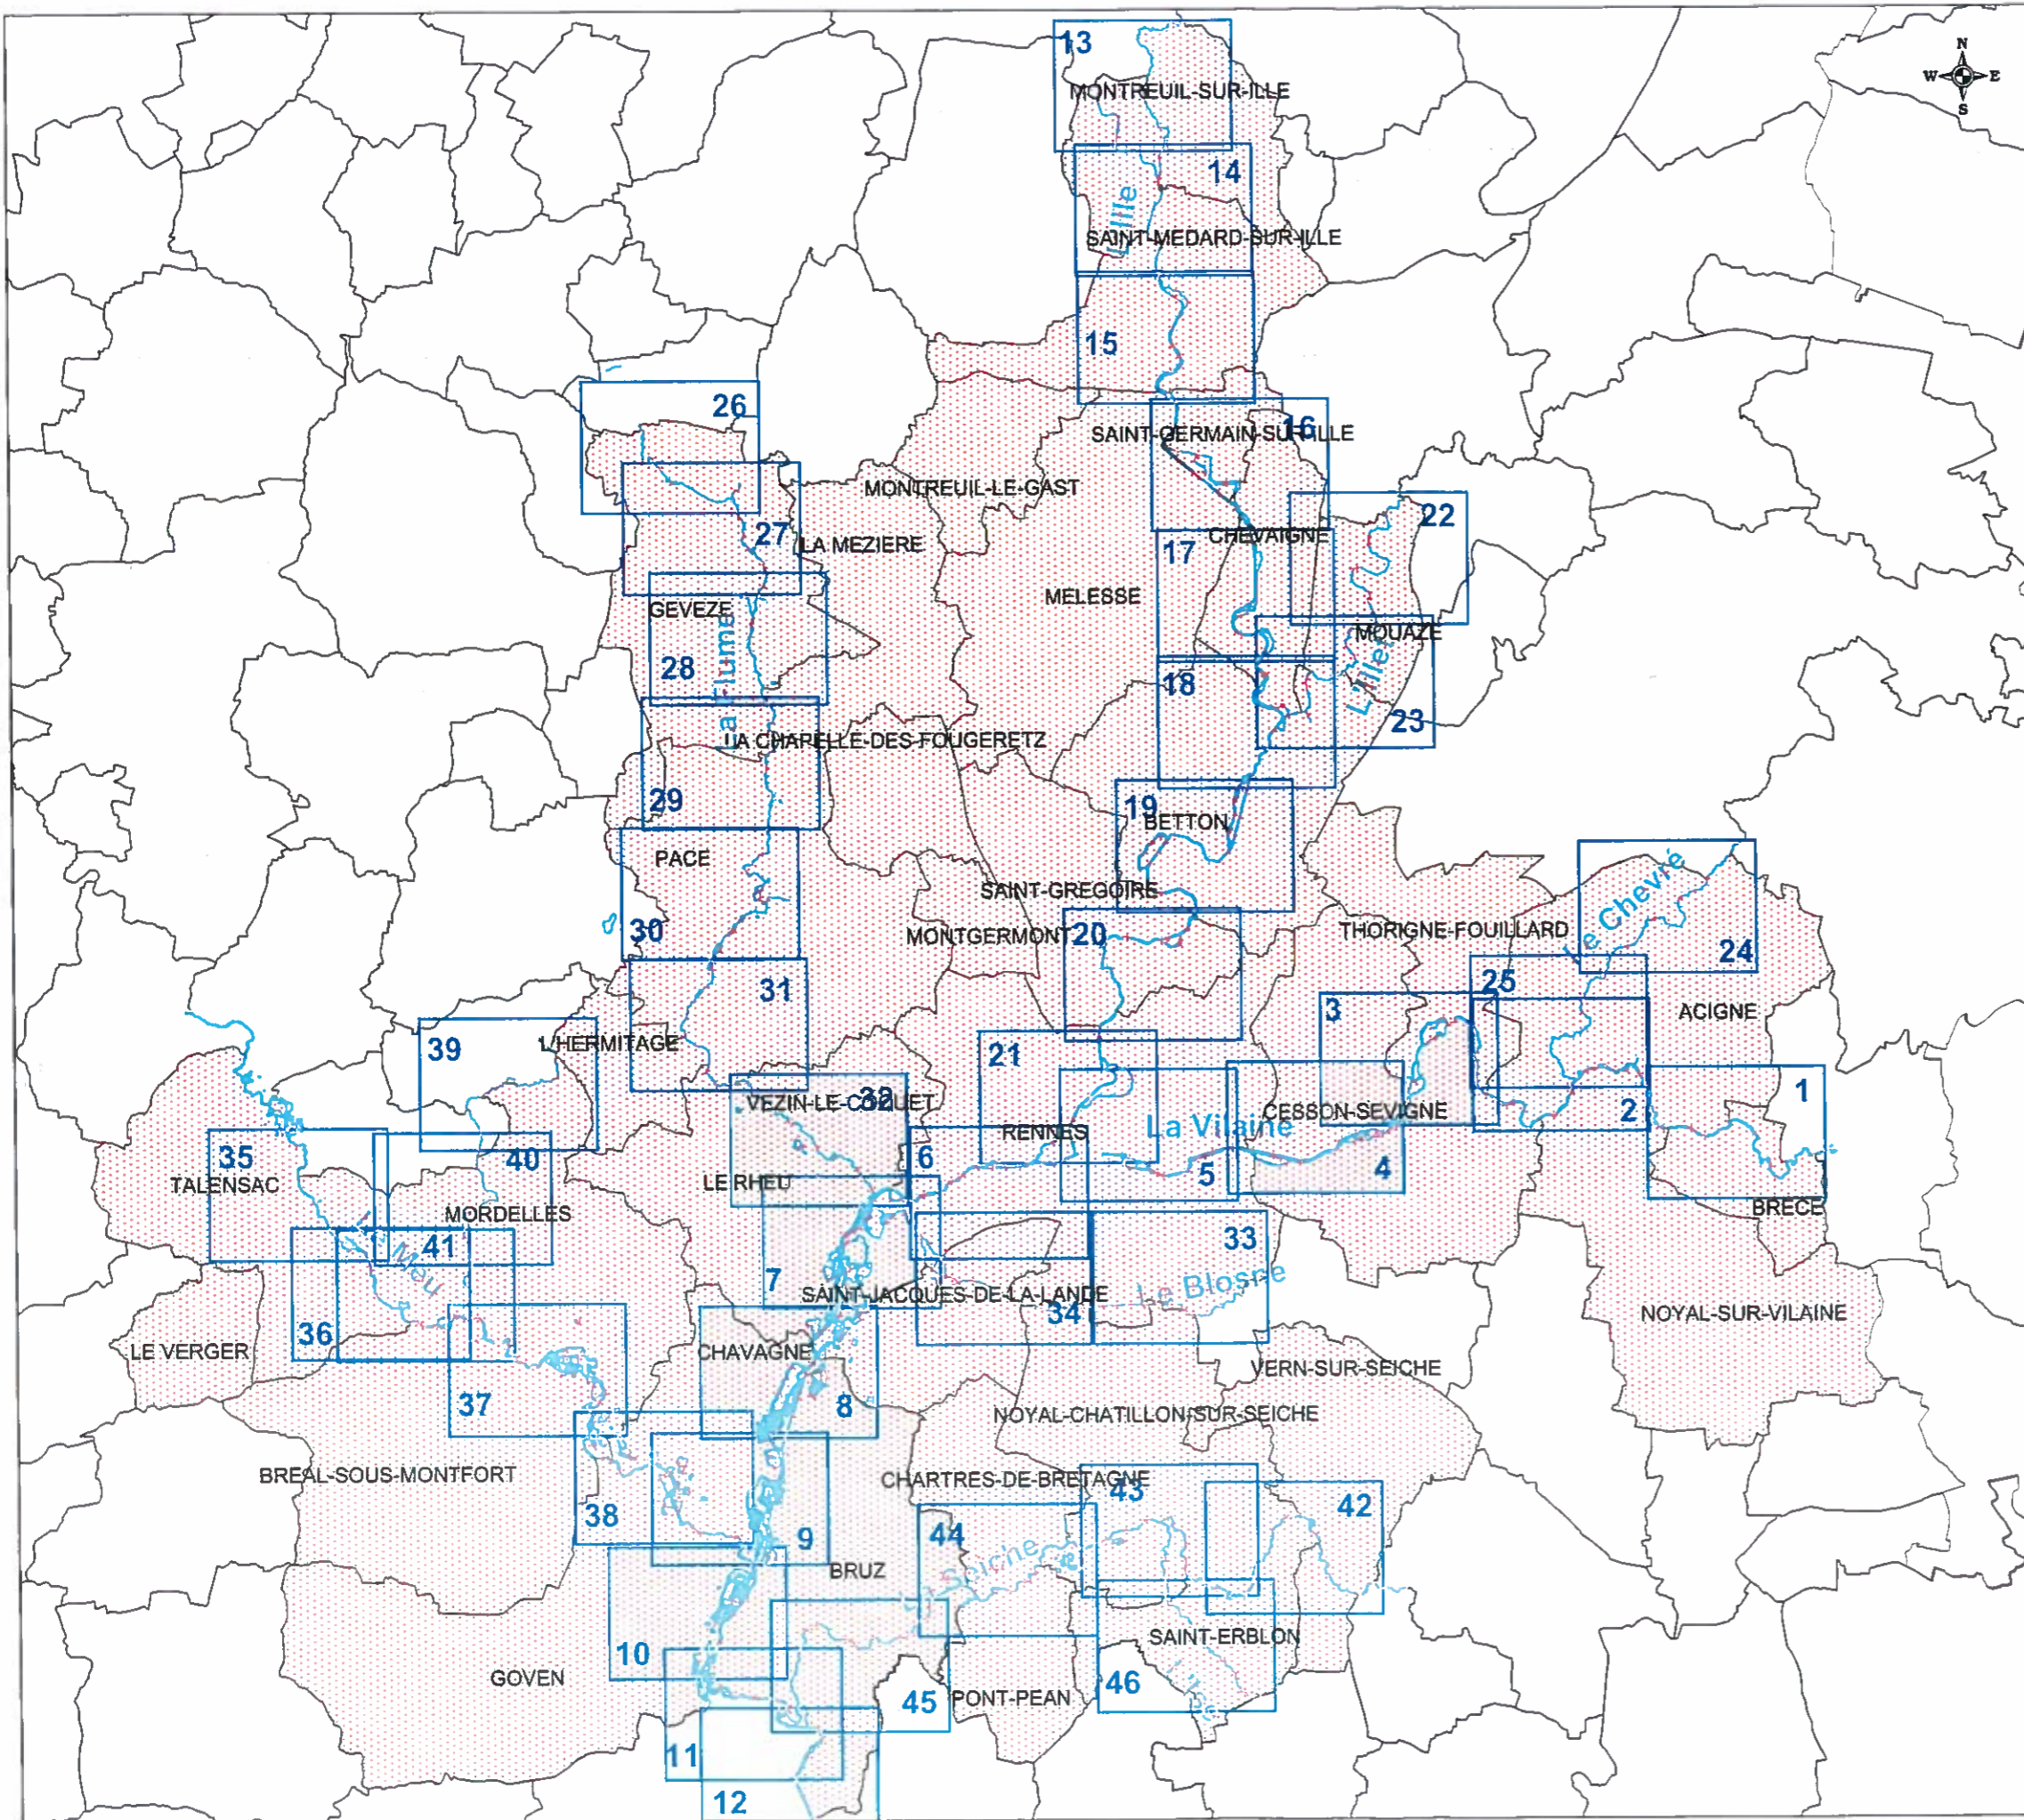 N
W E
S
13
MONTREUIL-SUR-ILLE
14
L'Ille
SAINT-MEDARD-SUR-ILLE
15
26
16
SAINT-GERMAIN-SUR-ILLE
MONTREUIL-LE-GAST
22
27
LA MEZIERE
17
CHEVAIGNE
MELESSE
GEVEZE
MOUAZE
28
La Flume
18
L'Illet
23
LA CHAPELLE-DES-FOUGERETZ
29
19
BETTON
PACE
Le Chevré
SAINT-GREGOIRE
30
MONTGERMONT
20
THORIGNE-FOUILLARD
24
31
25
3
ACIGNE
39
L'HERMITAGE
21
1
VEZIN-LE-COQUET
32
CESSON-SEVIGNE
2
RENNES
La Vilaine
35
40
6
5
4
TALENSAC
LE RHEU
MORDELLES
BRECE
41
Meu
33
7
SAINT-JACQUES-DE-LA-LANDE
Le Blosne
34
36
NOYAL-SUR-VILAINE
LE VERGER
CHAVAGNE
VERN-SUR-SEICHE
37
8
NOYAL-CHATILLON-SUR-SEICHE
BREAL-SOUS-MONTFORT
CHARTRES-DE-BRETAGNE
43
42
38
9
44
Seiche
BRUZ
10
SAINT-ERBLON
GOVEN
45
PONT-PEAN
46
L'Ise
11
12